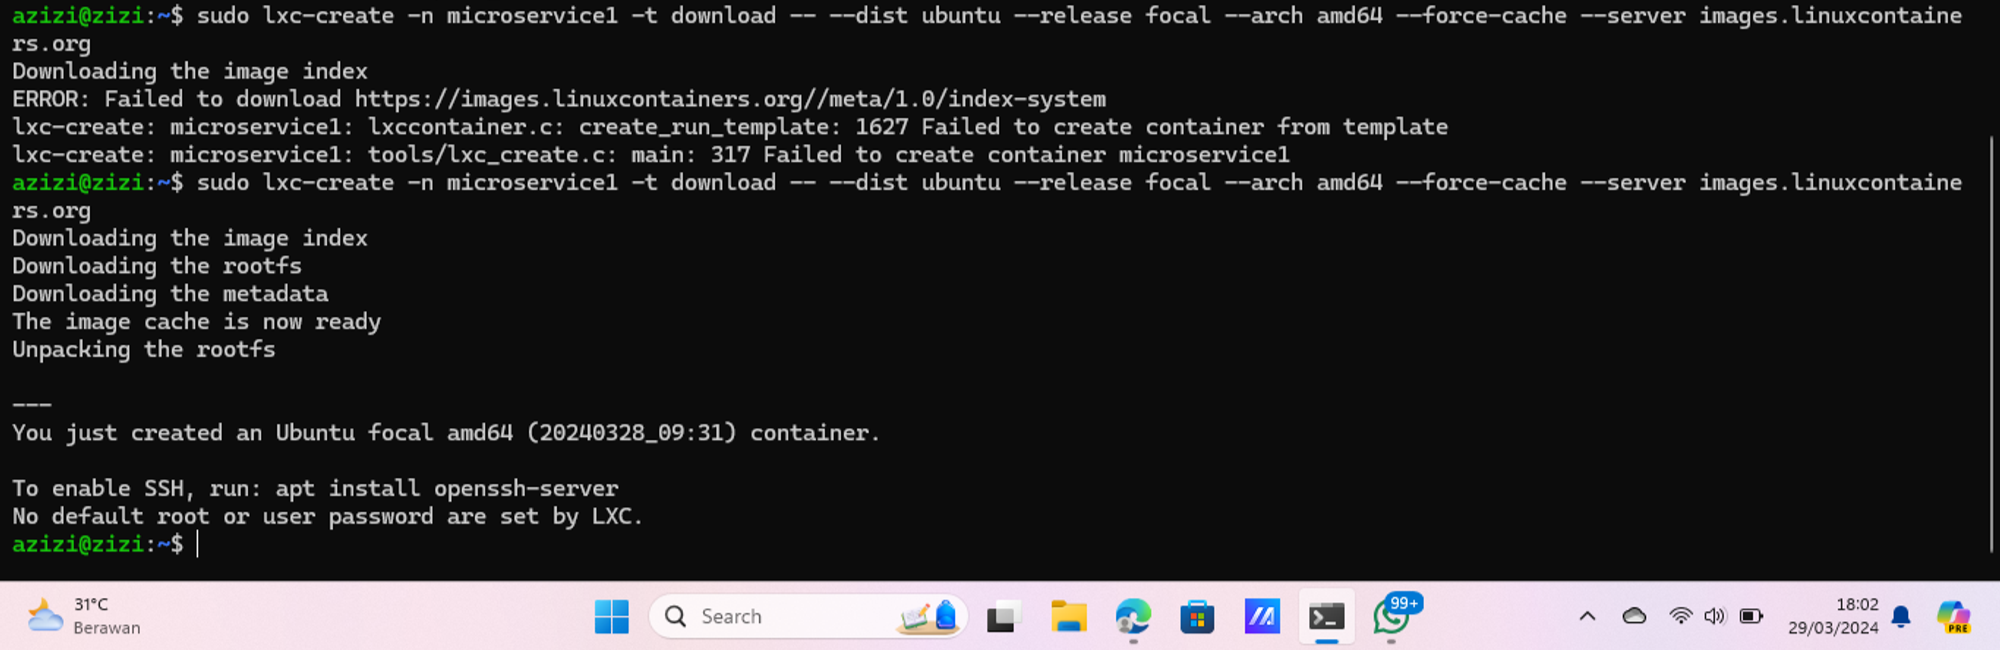 azizi@zizi:~$ sudo lxc-create -n microservice1 -t download -- --dist ubuntu --release focal --arch amd64 --force-cache --server images.linuxcontaine
rs.org
Downloading the image index
ERROR: Failed to download https://images.linuxcontainers.org//meta/1.0/index-system
lxc-create: microservice1: lxccontainer.c: create_run_template: 1627 Failed to create container from template
lxc-create: microservice1: tools/lxc_create.c: main: 317 Failed to create container microservice1
azizi@zizi:~$ sudo lxc-create -n microservice1 -t download -- --dist ubuntu --release focal --arch amd64 --force-cache --server images.linuxcontaine
rs.org
Downloading the image index
Downloading the rootfs
Downloading the metadata
The image cache is now ready
Unpacking the rootfs
---
You just created an Ubuntu focal amd64 (20240328_09:31) container.
To enable SSH, run: apt install openssh-server
No default root or user password are set by LXC.
azizi@zizi:~$
31°C
Berawan
Search
99+
18:02
29/03/2024
PRE